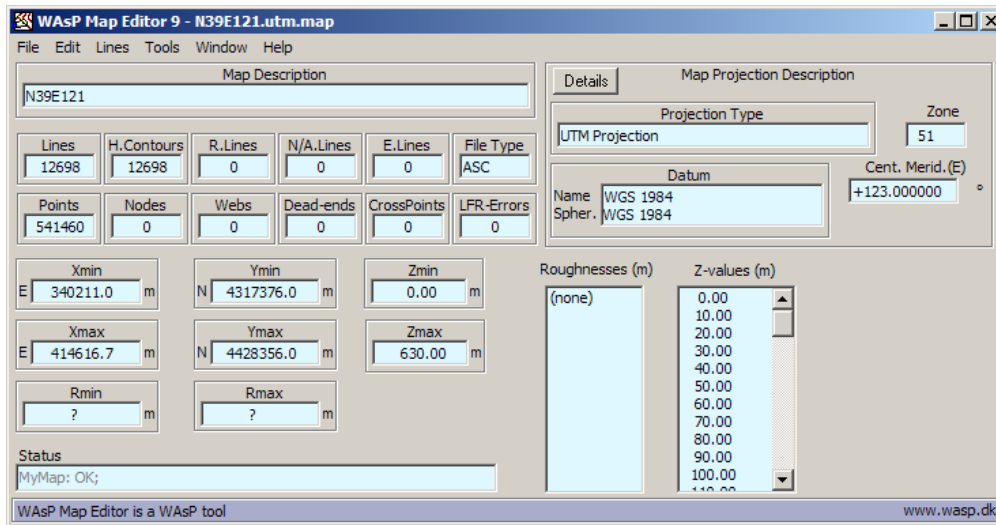 WAsP Map Editor 9 - N39E121.utm.map
File Edit Lines Tools Window Help
Map Description
N39E121
Details Map Projection Description
Projection Type
UTM Projection
Zone
51
Datum
Name WGS 1984
Spher. WGS 1984
Cent. Merid.(E)
+123.000000 °
Lines H.Contours R.Lines N/A.Lines E.Lines File Type
12698 12698 0 0 0 ASC
Points Nodes Webs Dead-ends CrossPoints LFR-Errors
541460 0 0 0 0 0
Xmin Ymin Zmin
E 340211.0 m N 4317376.0 m 0.00 m
Xmax Ymax Zmax
E 414616.7 m N 4428356.0 m 630.00 m
Rmin Rmax
? m ? m
Roughnesses (m)
(none)
Z-values (m)
0.00
10.00
20.00
30.00
40.00
50.00
60.00
70.00
80.00
90.00
100.00
110.00
Status
MyMap: OK;
WAsP Map Editor is a WAsP tool www.wasp.dk